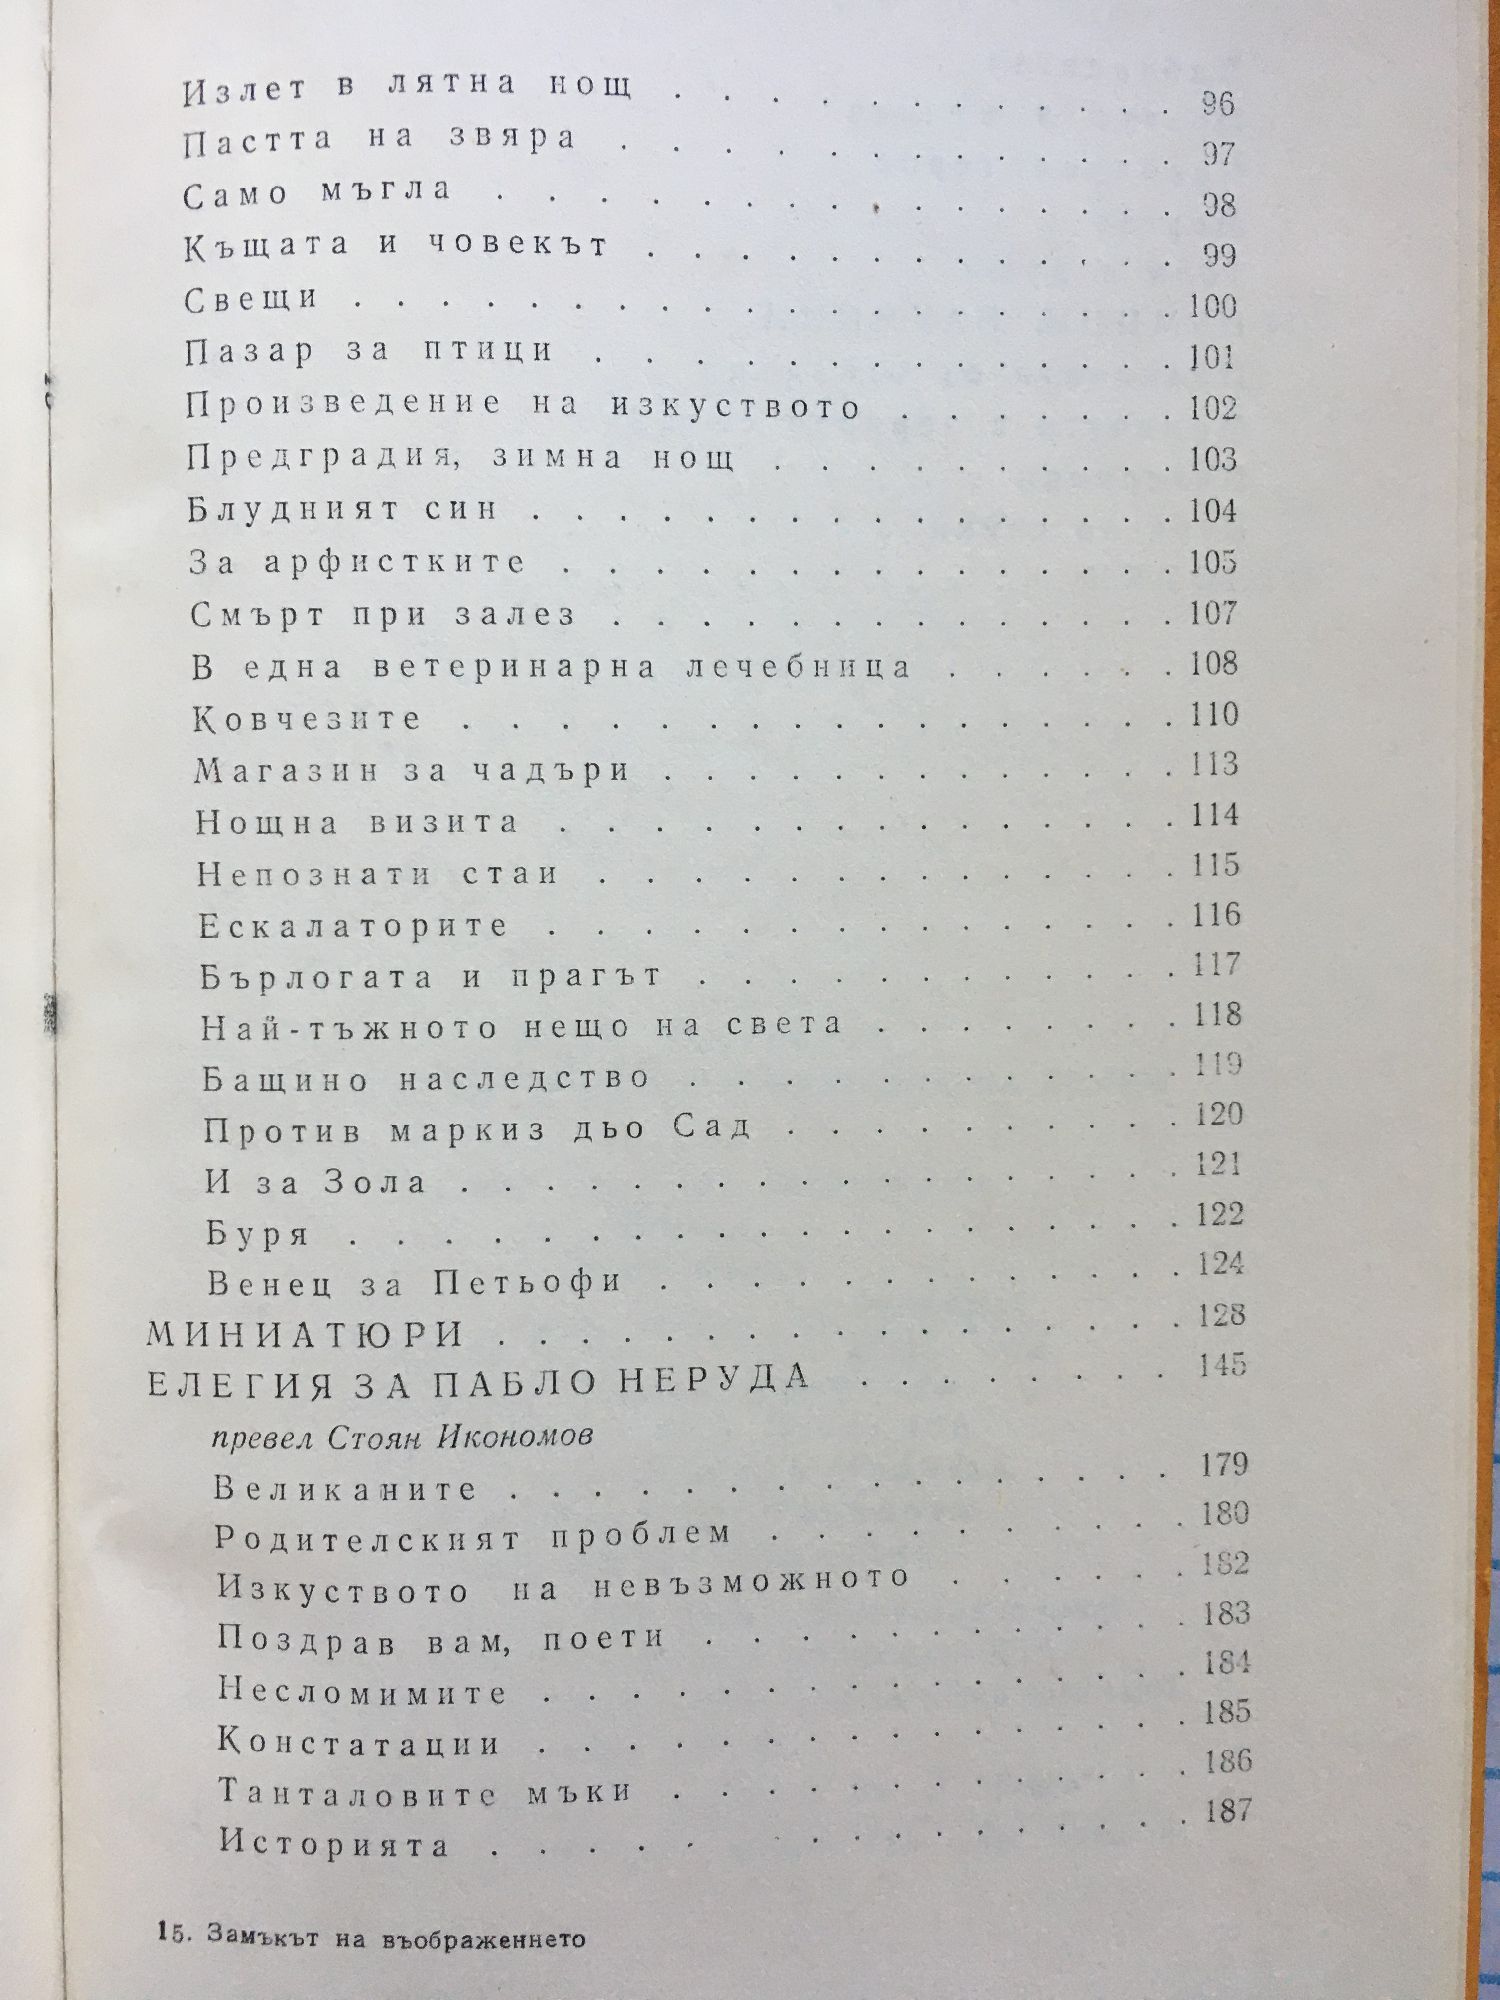 Излет в лятна нощ . . . . . . . . . . . 96
Пастта на звяра . . . . . . . . . . . . 97
Само мъгла . . . . . . . . . . . . . . 98
Къщата и човекът . . . . . . . . . . . 99
Свещи . . . . . . . . . . . . . . . . 100
Пазар за птици . . . . . . . . . . . . 101
Произведение на изкуството . . . . . . 102
Предградия, зимна нощ . . . . . . . . . 103
Блудният син . . . . . . . . . . . . . 104
За арфистките . . . . . . . . . . . . 105
Смърт при залез . . . . . . . . . . . . 107
В една ветеринарна лечебница . . . . . 108
Ковчезите . . . . . . . . . . . . . . 110
Магазин за чадъри . . . . . . . . . . . 113
Нощна визита . . . . . . . . . . . . . 114
Непознати стаи . . . . . . . . . . . . 115
Ескалаторите . . . . . . . . . . . . . 116
Бърлогата и прагът . . . . . . . . . . 117
Най-тъжното нещо на света . . . . . . . 118
Бащино наследство . . . . . . . . . . . 119
Против маркиз дьо Сад . . . . . . . . . 120
И за Зола . . . . . . . . . . . . . . 121
Буря . . . . . . . . . . . . . . . . . 122
Венец за Петьофи . . . . . . . . . . . 124
МИНИАТЮРИ . . . . . . . . . . . . . . 128
ЕЛЕГИЯ ЗА ПАБЛО НЕРУДА . . . . . . . . 145
превел Стоян Икономов
Великаните . . . . . . . . . . . . . . 179
Родителският проблем . . . . . . . . . 180
Изкуството на невъзможното . . . . . . 182
Поздрав вам, поети . . . . . . . . . . 183
Несломимите . . . . . . . . . . . . . 184
Констатации . . . . . . . . . . . . . 185
Танталовите мъки . . . . . . . . . . . 186
Историята . . . . . . . . . . . . . . 187
15. Замъкът на въображението